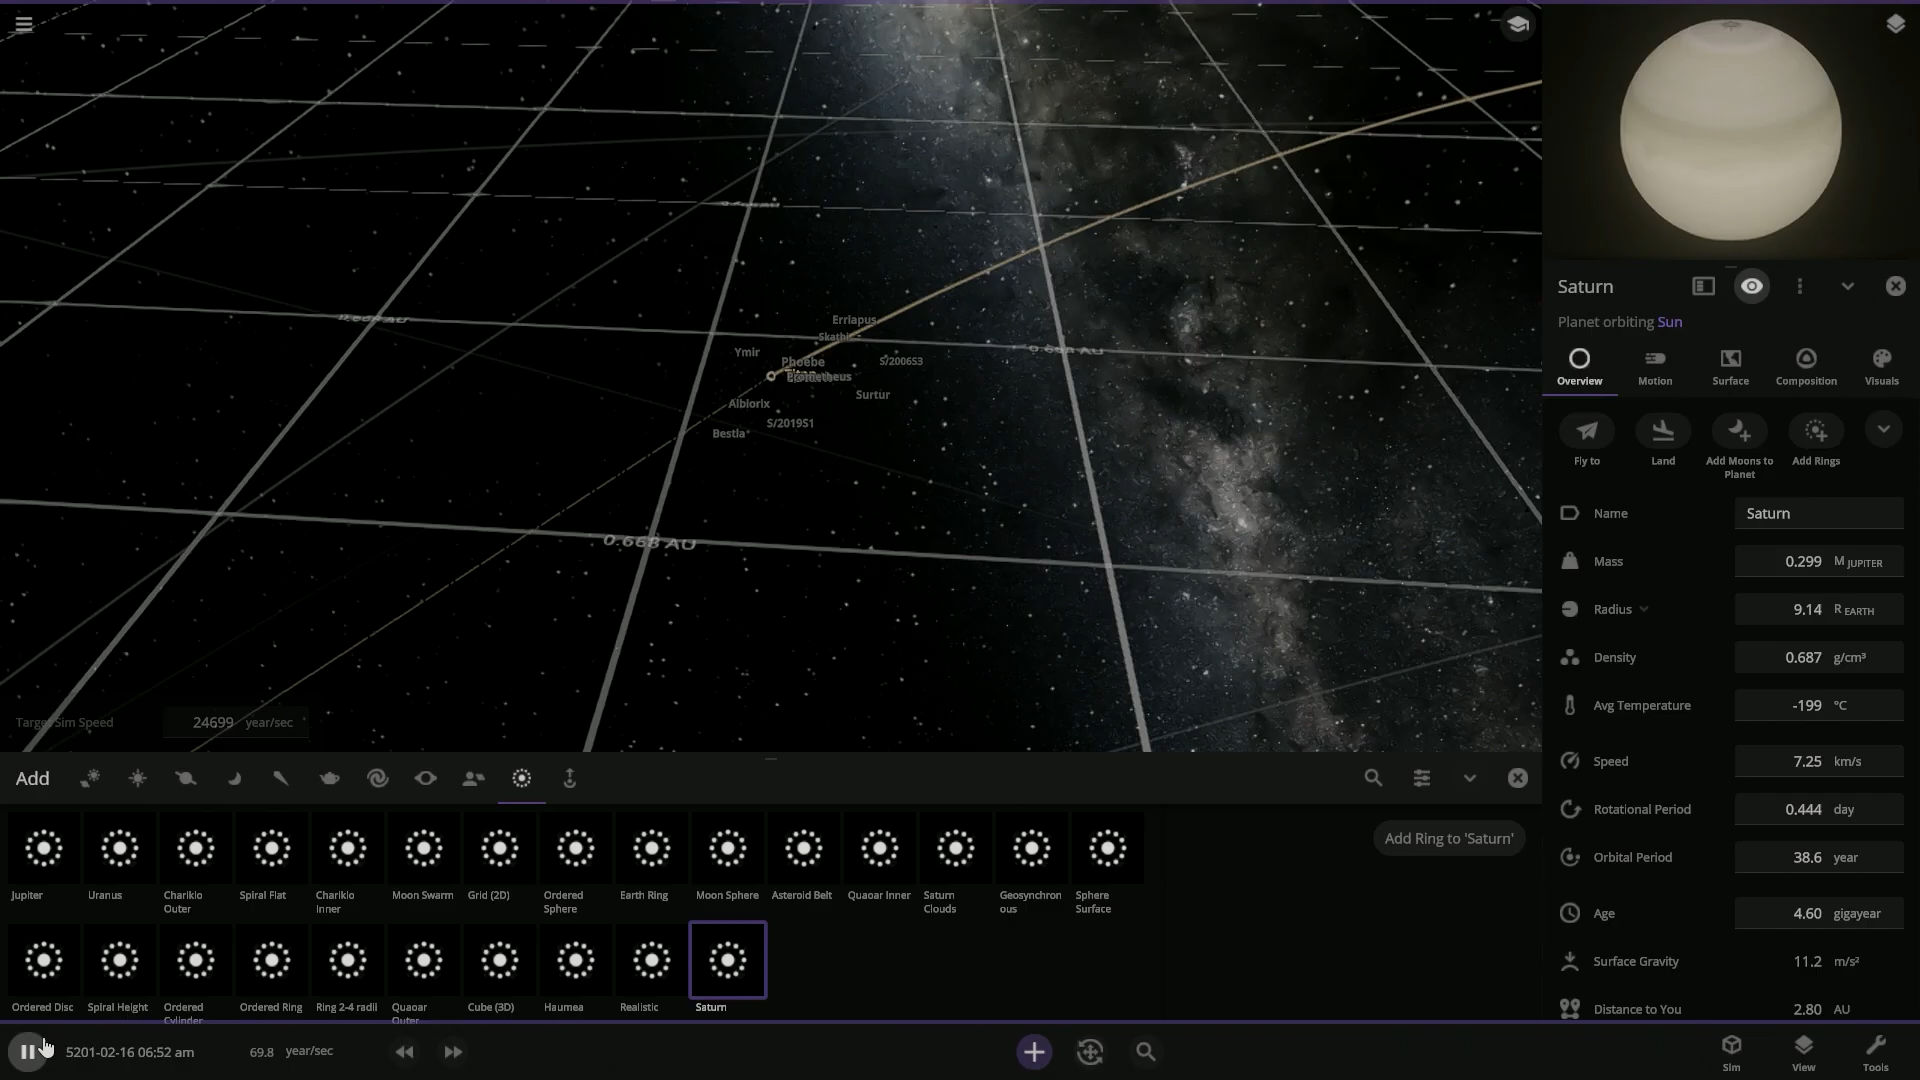 Erriapus
Skathi
Ymir
Phoebe
S/2006S3
Prometheus
Surtur
Albiorix
S/2019S1
Bestla
0.668 AU
Target Sim Speed 24699 year/sec
Saturn
Planet orbiting Sun
Overview Motion Surface Composition Visuals
Fly to Land Add Moons to Planet Add Rings
Name Saturn
Mass 0.299 M JUPITER
Radius 9.14 R EARTH
Density 0.687 g/cm³
Avg Temperature -199 °C
Speed 7.25 km/s
Rotational Period 0.444 day
Orbital Period 38.6 year
Age 4.60 gigayear
Surface Gravity 11.2 m/s²
Distance to You 2.80 AU
Add
Add Ring to 'Saturn'
Jupiter Uranus Chariklo Outer Spiral Flat Chariklo Inner Moon Swarm Grid (2D) Ordered Sphere Earth Ring Moon Sphere Asteroid Belt Quaoar Inner Saturn Clouds Geosynchronous Sphere Surface
Ordered Disc Spiral Height Ordered Cylinder Ordered Ring Ring 2-4 radii Quaoar Outer Cube (3D) Haumea Realistic Saturn
5201-02-16 06:52 am 69.8 year/sec
Sim View Tools